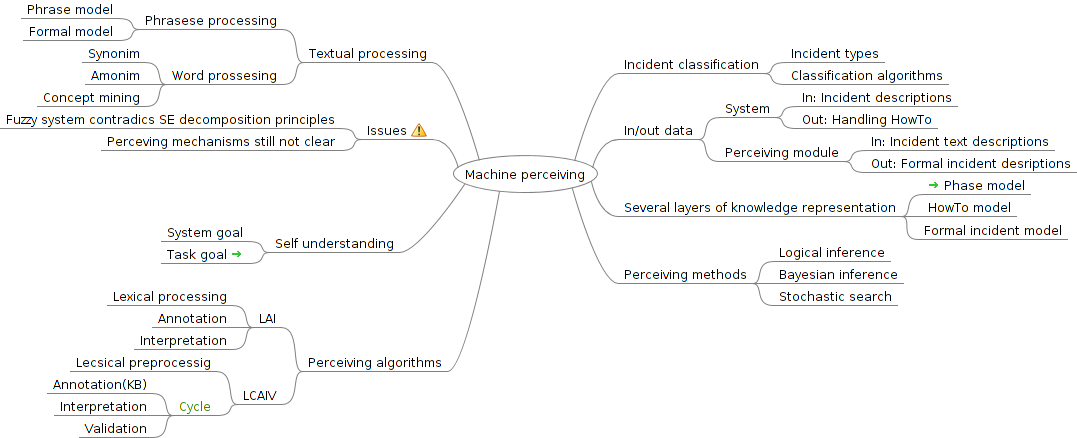 Machine perceiving
Textual processing
Phrasese processing
Phrase model
Formal model
Word prossesing
Synonim
Amonim
Concept mining
Issues
Fuzzy system contradics SE decomposition principles
Perceving mechanisms still not clear
Self understanding
System goal
Task goal
Perceiving algorithms
LAI
Lexical processing
Annotation
Interpretation
LCAIV
Lecsical preprocessig
Cycle
Annotation(KB)
Interpretation
Validation
Incident classification
Incident types
Classification algorithms
In/out data
System
In: Incident descriptions
Out: Handling HowTo
Perceiving module
In: Incident text descriptions
Out: Formal incident desriptions
Several layers of knowledge representation
Phase model
HowTo model
Formal incident model
Perceiving methods
Logical inference
Bayesian inference
Stochastic search